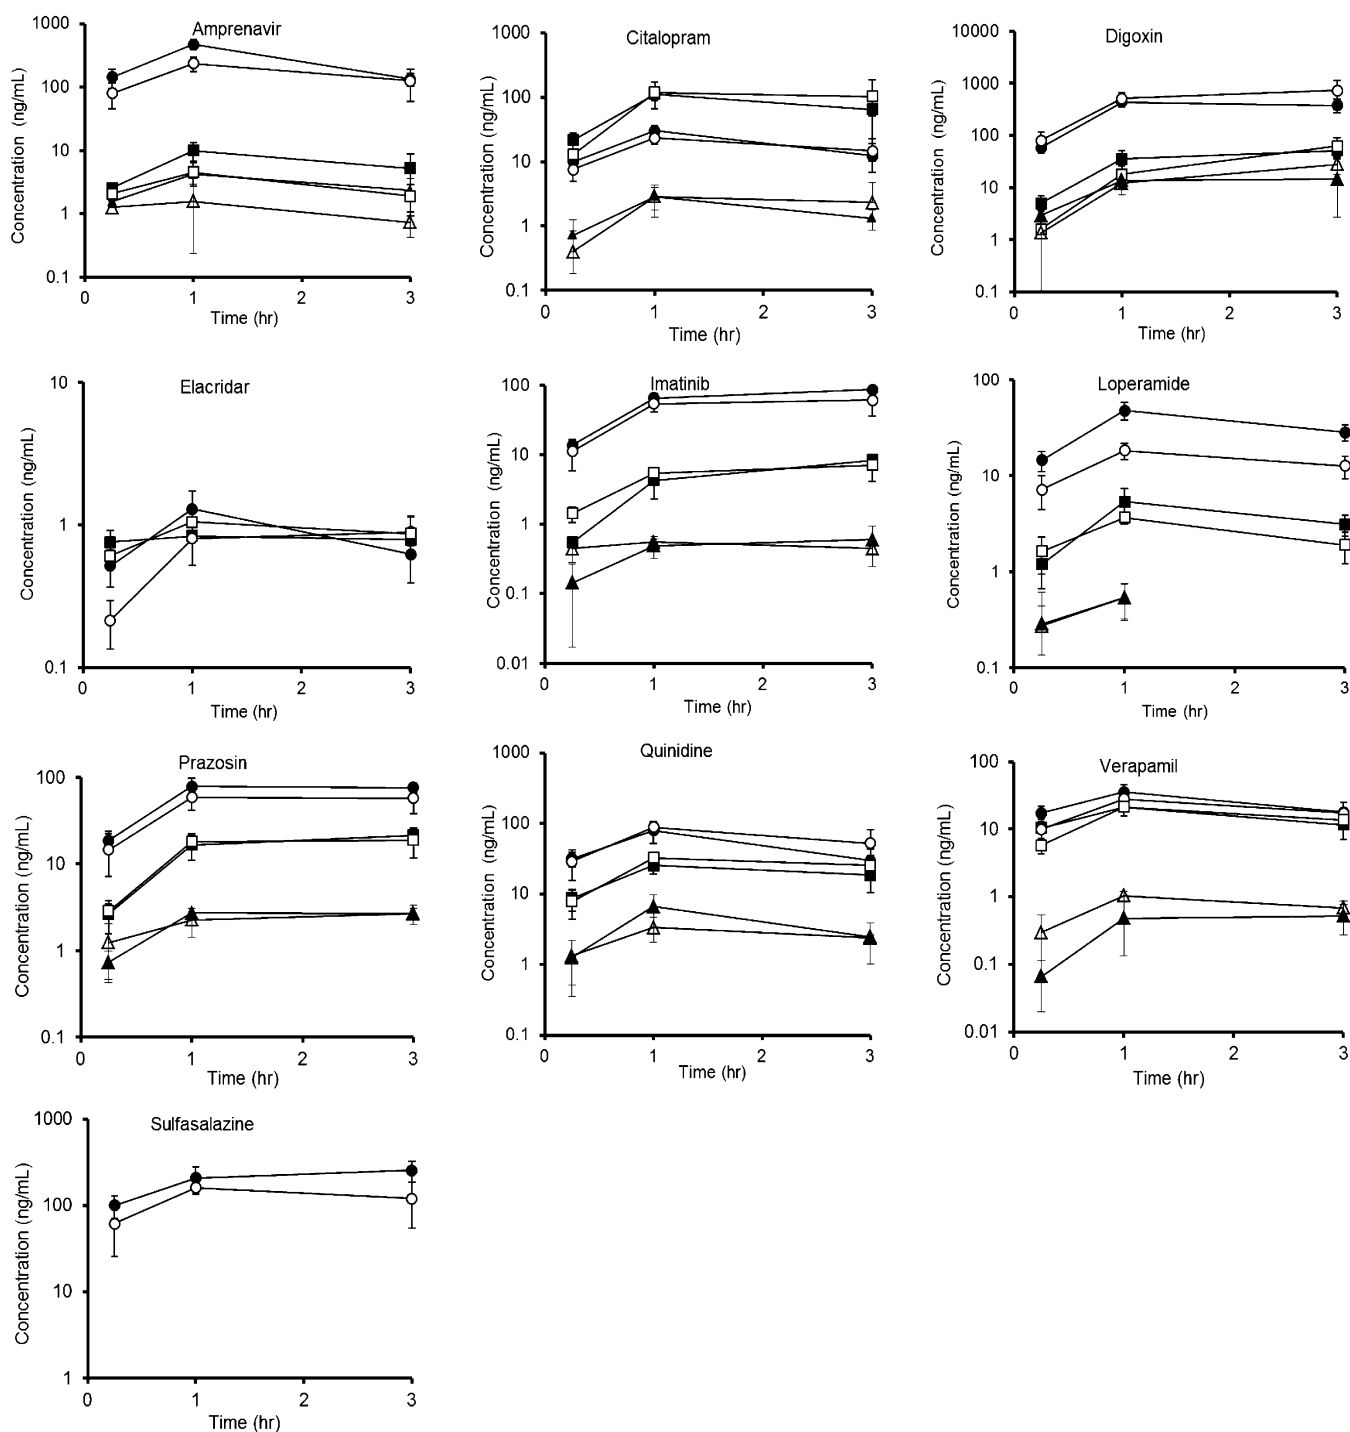 Amprenavir
Concentration (ng/mL)
1000
100
10
1
0.1
0 1 2 3
Time (hr)
Citalopram
Concentration (ng/mL)
1000
100
10
1
0.1
0 1 2 3
Time (hr)
Digoxin
Concentration (ng/mL)
10000
1000
100
10
1
0.1
0 1 2 3
Time (hr)
Elacridar
Concentration (ng/mL)
10
1
0.1
0 1 2 3
Time (hr)
Imatinib
Concentration (ng/mL)
100
10
1
0.1
0.01
0 1 2 3
Time (hr)
Loperamide
Concentration (ng/mL)
100
10
1
0.1
0 1 2 3
Time (hr)
Prazosin
Concentration (ng/mL)
100
10
1
0.1
0 1 2 3
Time (hr)
Quinidine
Concentration (ng/mL)
1000
100
10
1
0.1
0 1 2 3
Time (hr)
Verapamil
Concentration (ng/mL)
100
10
1
0.1
0.01
0 1 2 3
Time (hr)
Sulfasalazine
Concentration (ng/mL)
1000
100
10
1
0 1 2 3
Time (hr)